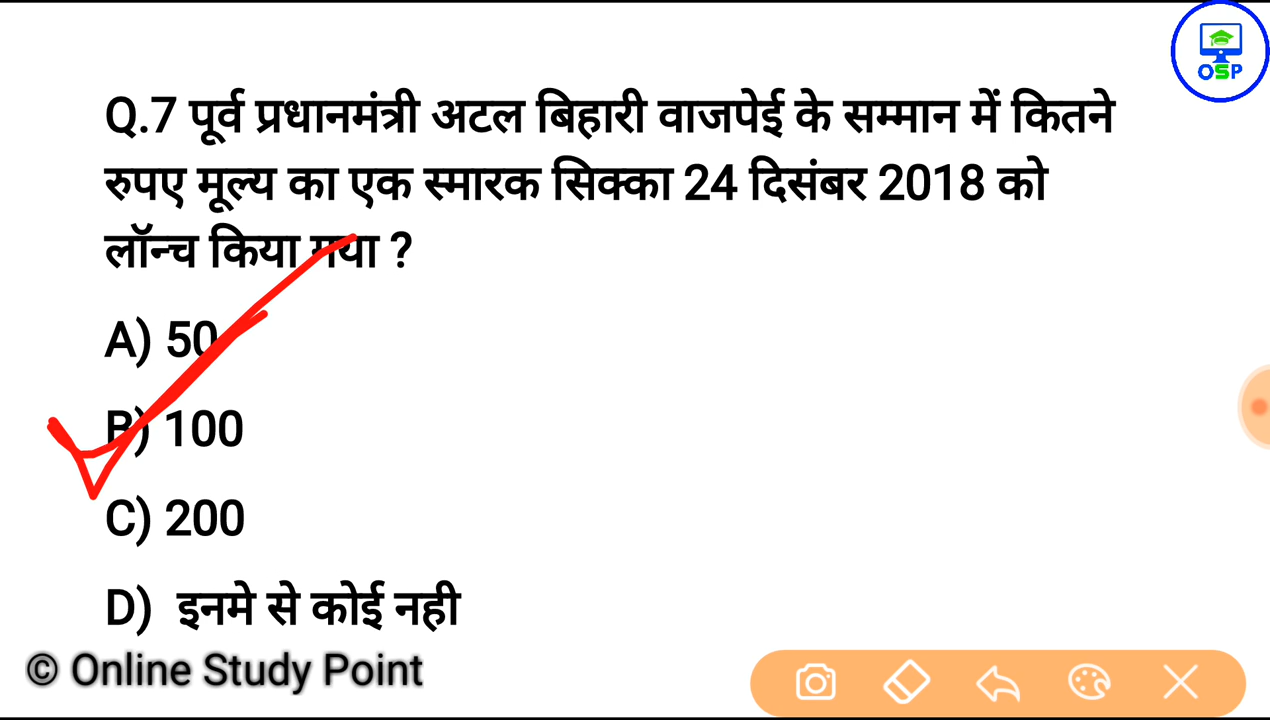 OSP
Q.7 पूर्व प्रधानमंत्री अटल बिहारी वाजपेई के सम्मान में कितने
रुपए मूल्य का एक स्मारक सिक्का 24 दिसंबर 2018 को
लॉन्च किया गया ?
A) 50
B) 100
C) 200
D) इनमे से कोई नही
© Online Study Point